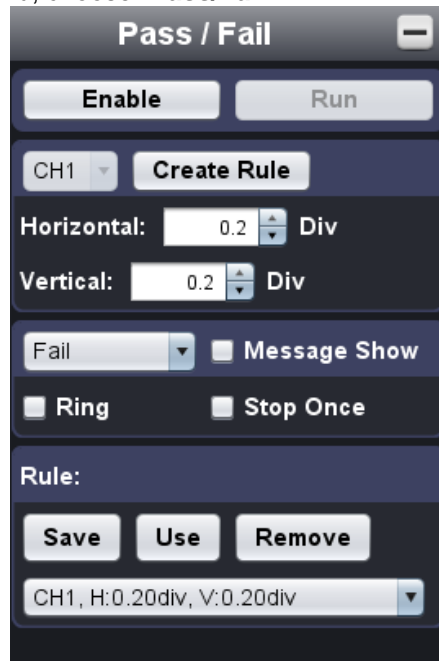 Pass / Fail
Enable Run
CH1 Create Rule
Horizontal: 0.2 Div
Vertical: 0.2 Div
Fail Message Show
Ring Stop Once
Rule:
Save Use Remove
CH1, H:0.20div, V:0.20div